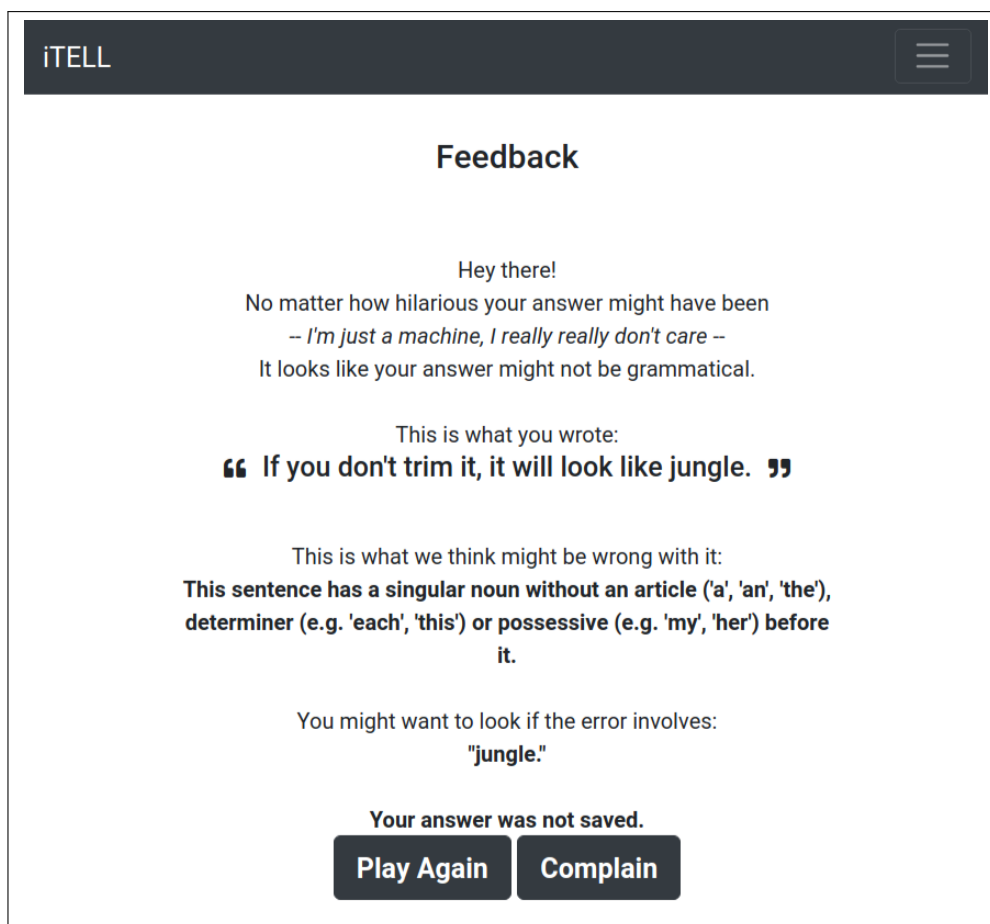 iTELL
Feedback
Hey there!
No matter how hilarious your answer might have been
-- I'm just a machine, I really really don't care --
It looks like your answer might not be grammatical.
This is what you wrote:
❝ If you don't trim it, it will look like jungle. ❞
This is what we think might be wrong with it:
This sentence has a singular noun without an article ('a', 'an', 'the'),
determiner (e.g. 'each', 'this') or possessive (e.g. 'my', 'her') before
it.
You might want to look if the error involves:
"jungle."
Your answer was not saved.
Play Again Complain